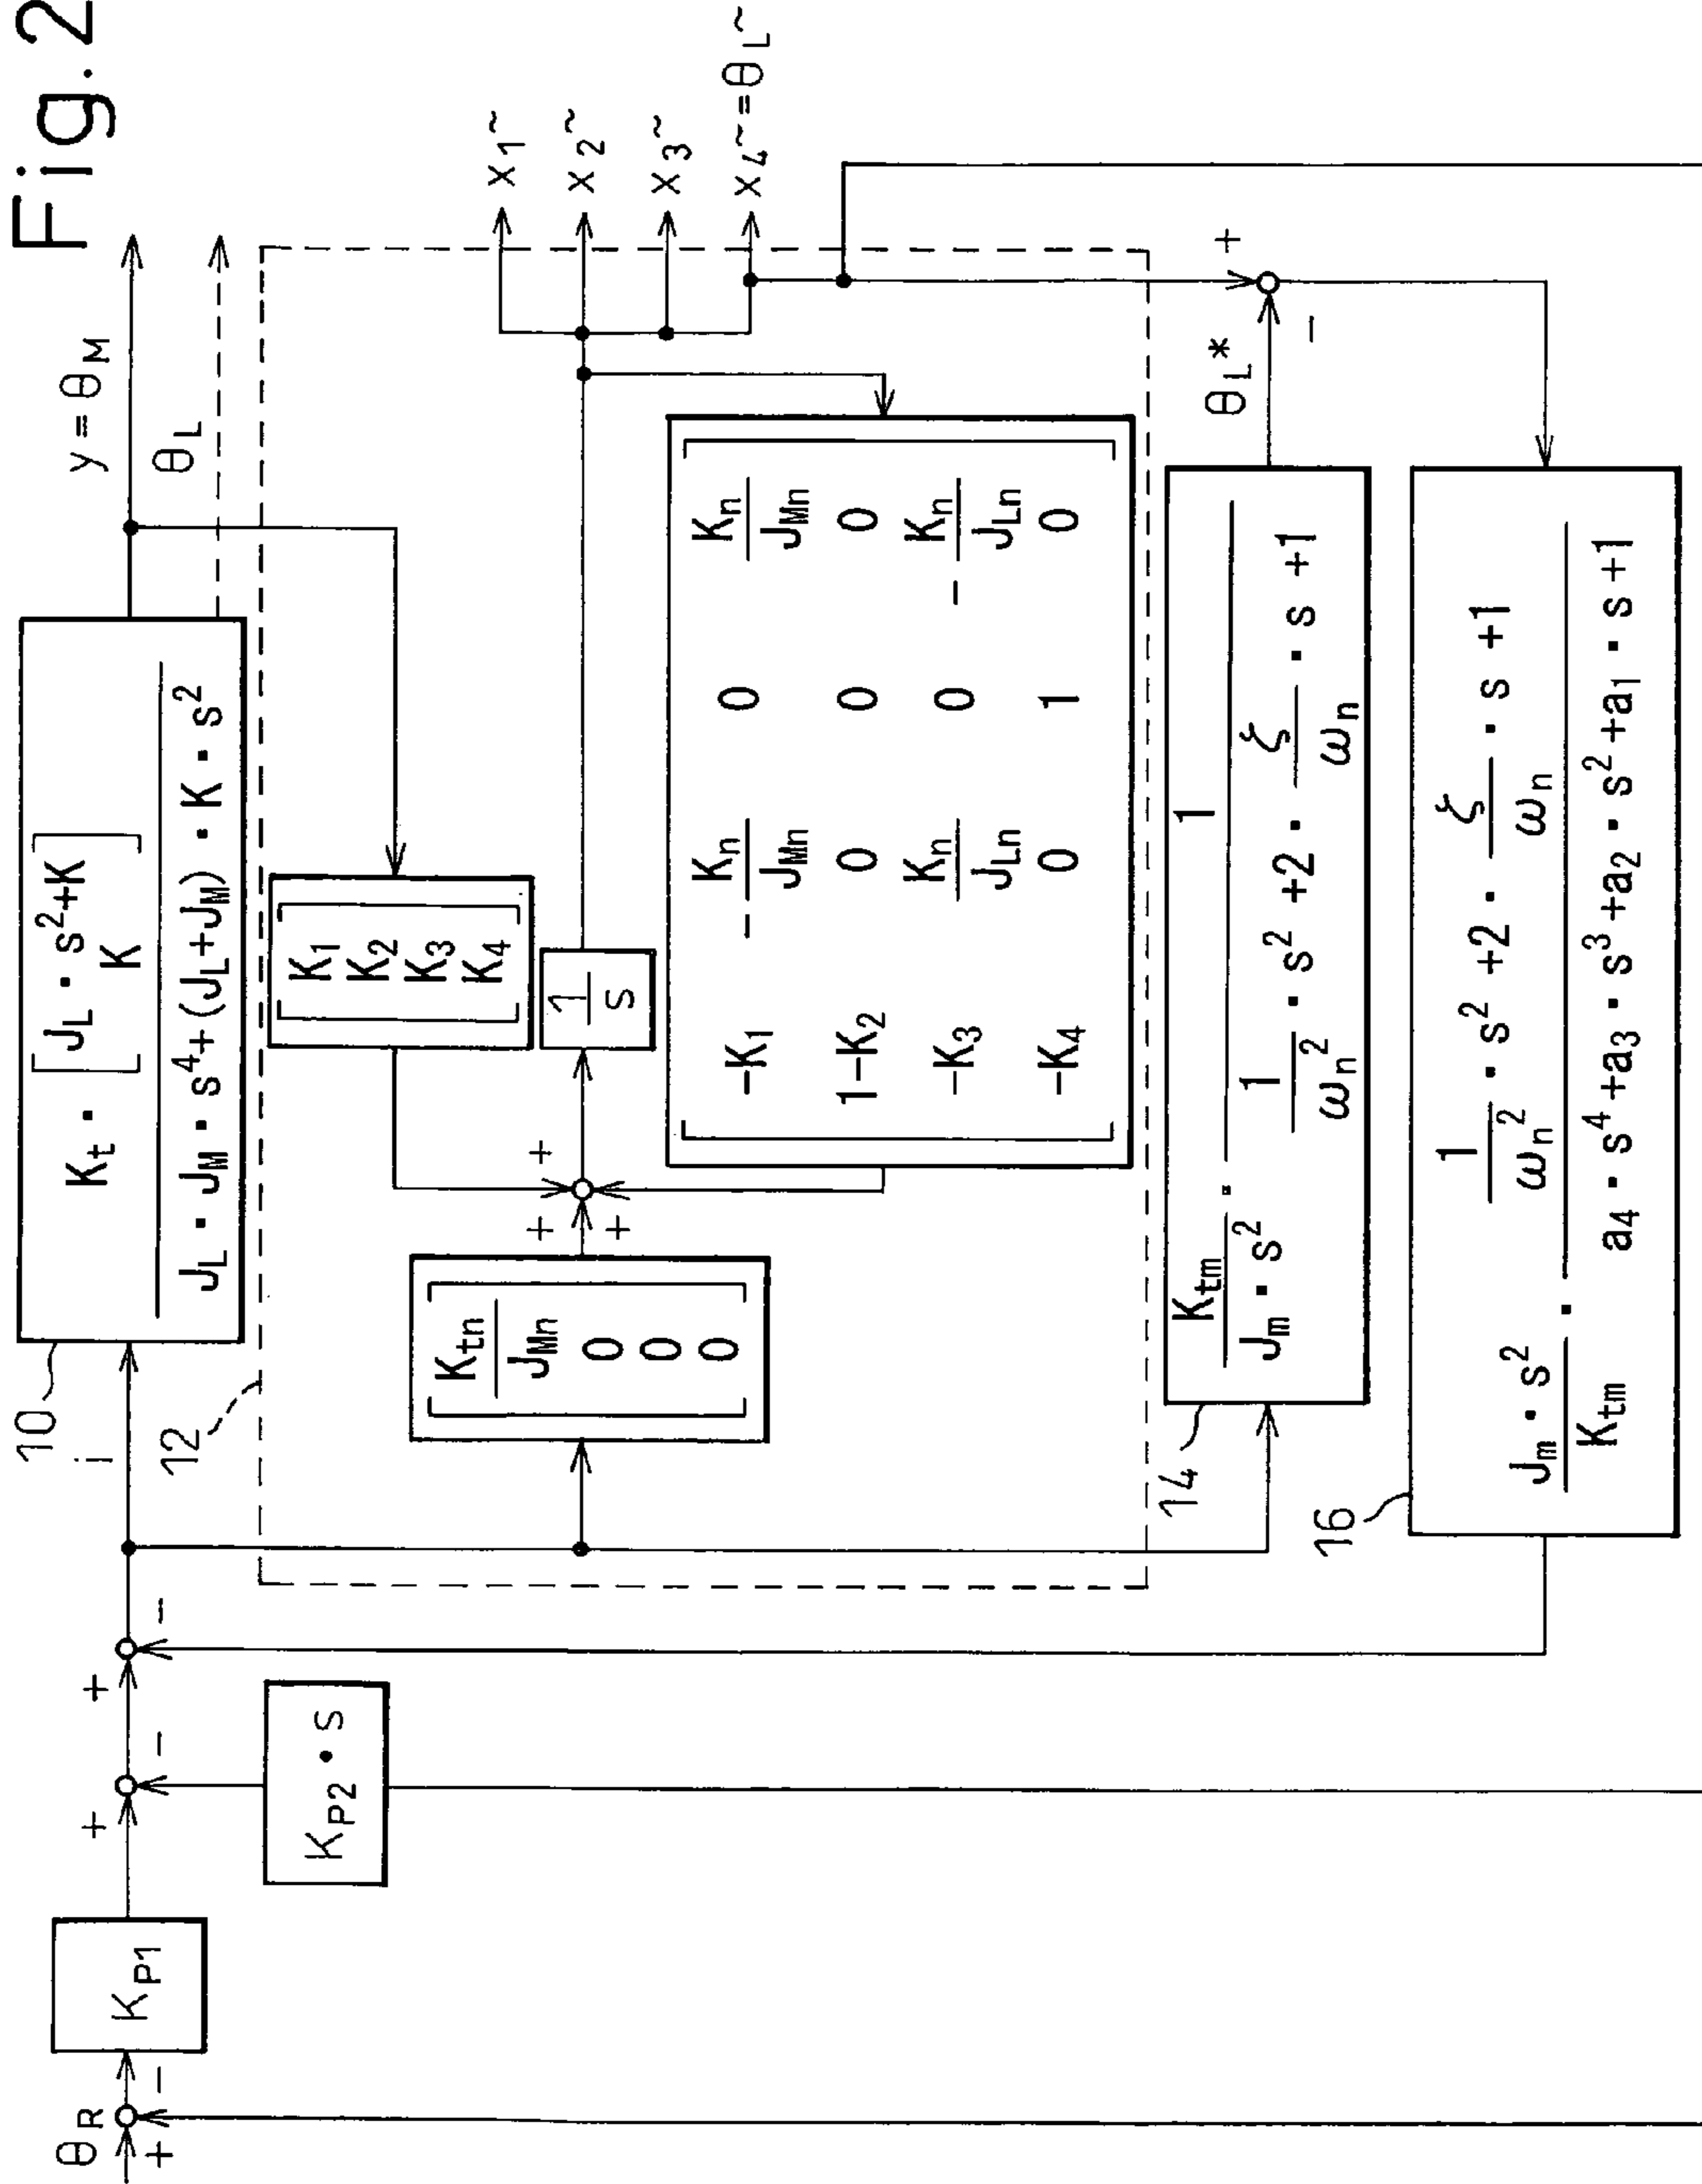 Fig.2
θR
+
−
KP1
+
−
KP2・s
+
−
i
10
Kt・[JL・s²+K
K]
JL・JM・s⁴+(JL+JM)・K・s²
y=θM
θL
12
[Ktn
JMn
0
0
0]
+
+
+
[K1
K2
K3
K4]
1
s
[-K1 -Kn/JMn 0 Kn/JMn
1-K2 0 0 0
-K3 Kn/JLn 0 -Kn/JLn
-K4 0 1 0]
x1~
x2~
x3~
x4~=θL~
14
Ktm
Jm・s²
・
1
1/ωn²・s²+2・ζ/ωn・s+1
θL*
+
−
16
Jm・s²
Ktm
・
1/ωn²・s²+2・ζ/ωn・s+1
a4・s⁴+a3・s³+a2・s²+a1・s+1